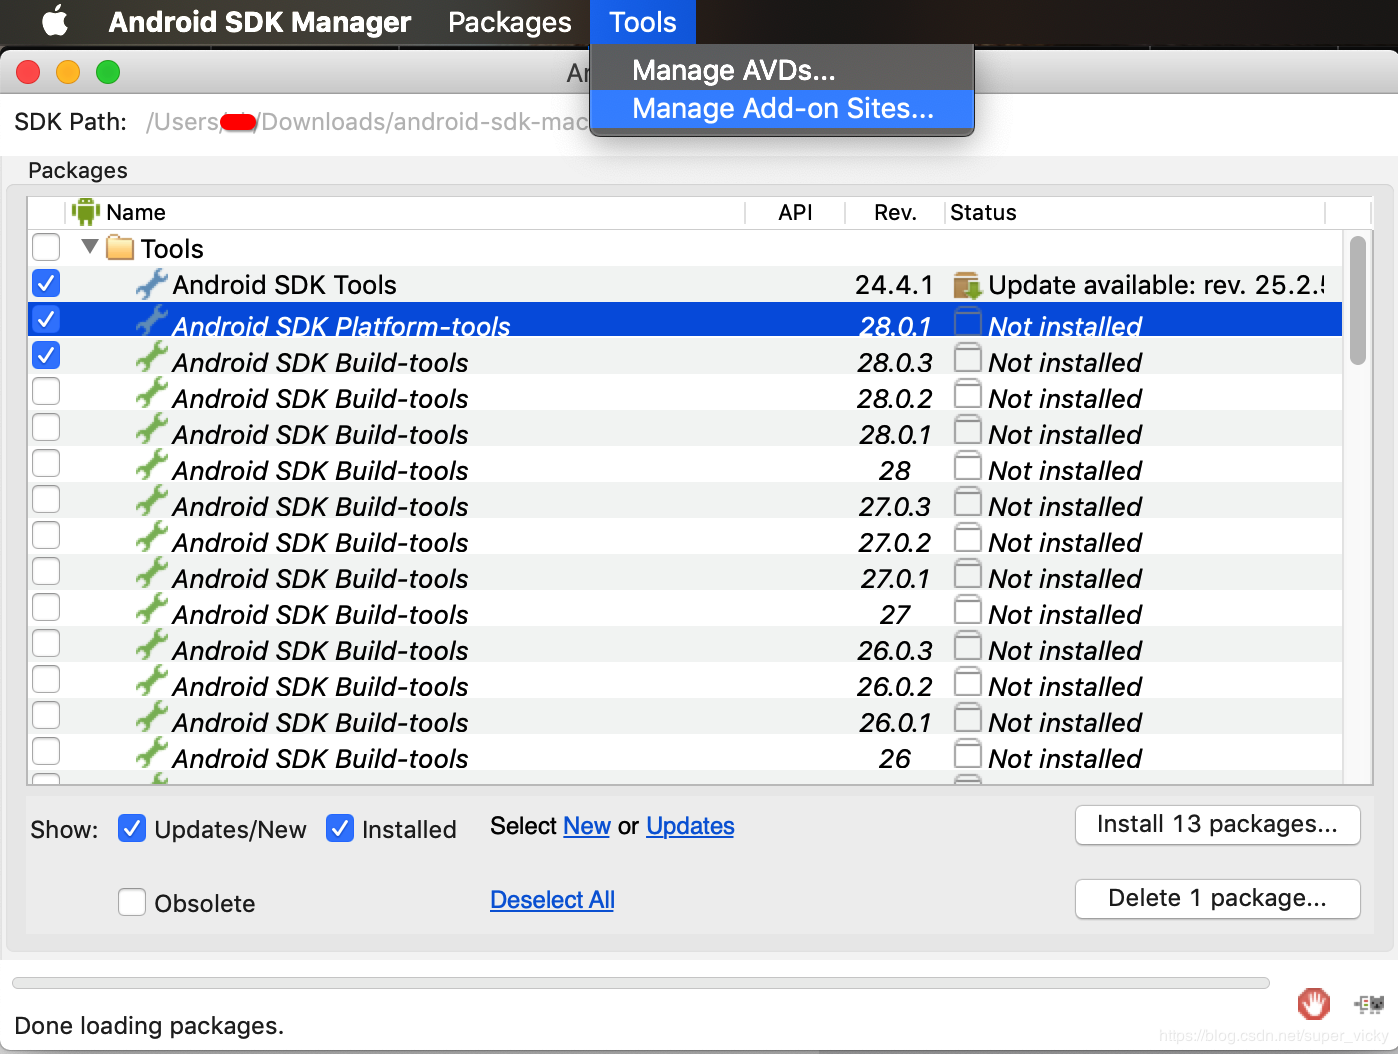 Android SDK Manager Packages Tools
Manage AVDs...
Manage Add-on Sites...
SDK Path: /Users/ /Downloads/android-sdk-mac
Packages
Name API Rev. Status
Tools
Android SDK Tools 24.4.1 Update available: rev. 25.2.5
Android SDK Platform-tools 28.0.1 Not installed
Android SDK Build-tools 28.0.3 Not installed
Android SDK Build-tools 28.0.2 Not installed
Android SDK Build-tools 28.0.1 Not installed
Android SDK Build-tools 28 Not installed
Android SDK Build-tools 27.0.3 Not installed
Android SDK Build-tools 27.0.2 Not installed
Android SDK Build-tools 27.0.1 Not installed
Android SDK Build-tools 27 Not installed
Android SDK Build-tools 26.0.3 Not installed
Android SDK Build-tools 26.0.2 Not installed
Android SDK Build-tools 26.0.1 Not installed
Android SDK Build-tools 26 Not installed
Show: Updates/New Installed Select New or Updates Install 13 packages...
Obsolete Deselect All Delete 1 package...
Done loading packages.
https://blog.csdn.net/super_vicky